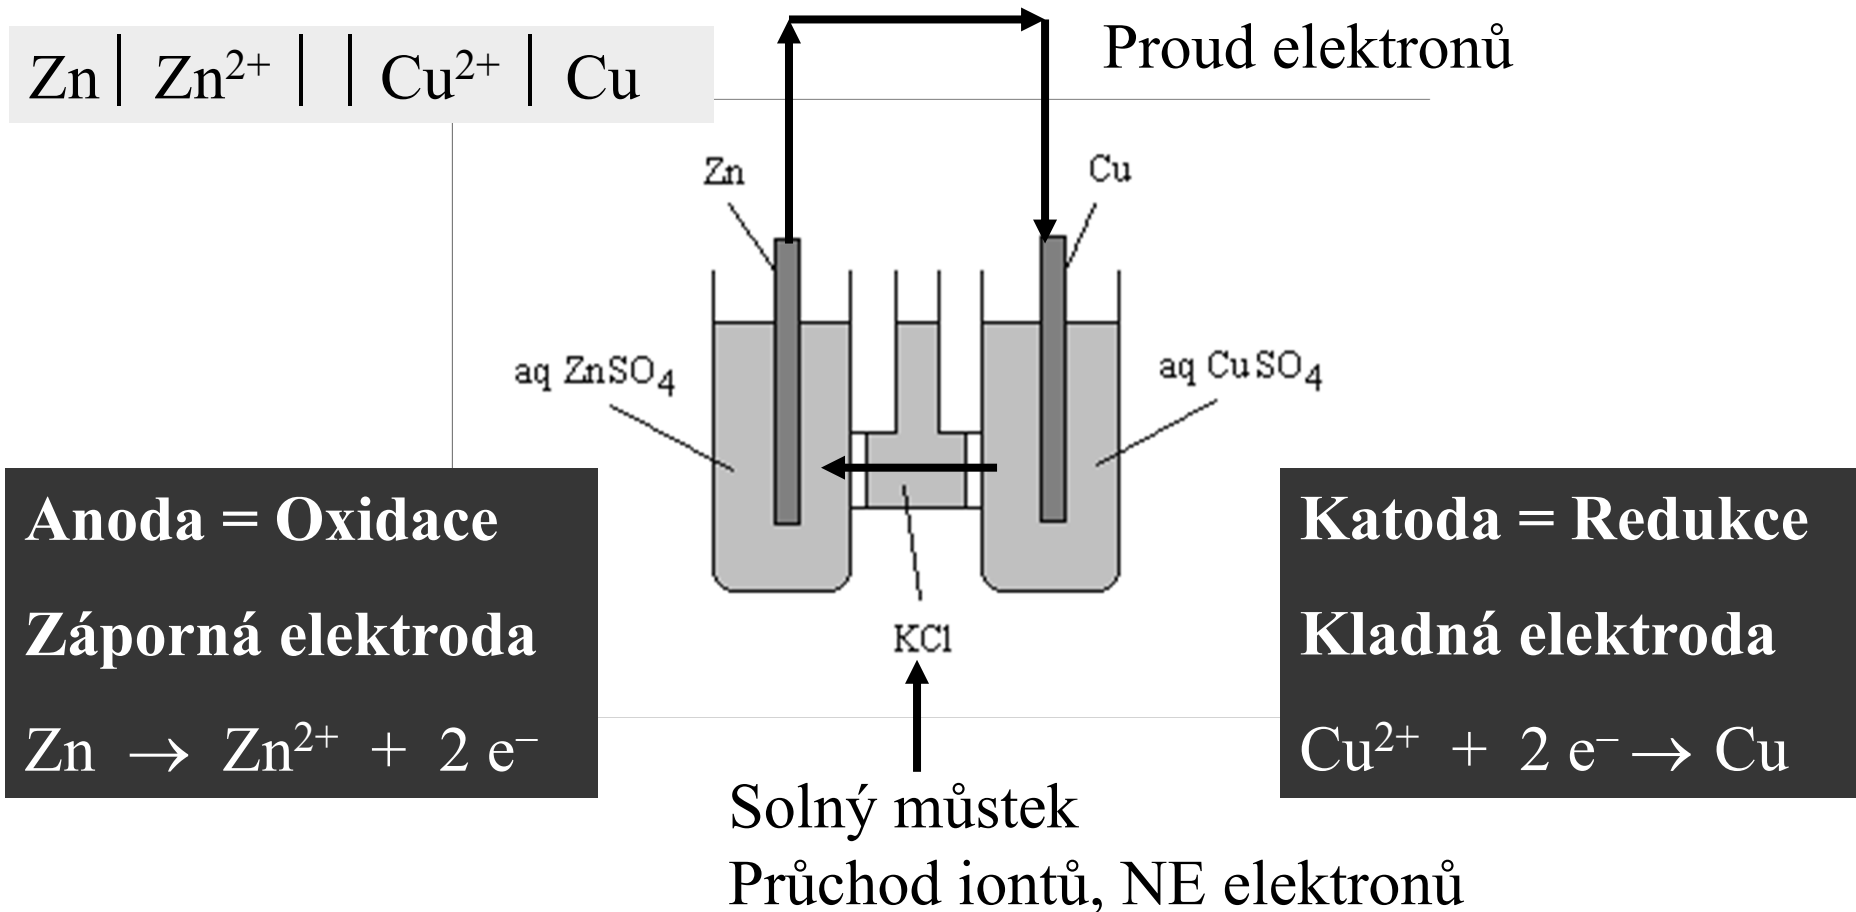 Zn | Zn²⁺ | | Cu²⁺ | Cu
Proud elektronů
Zn
Cu
aq ZnSO₄
aq CuSO₄
Anoda = Oxidace
Záporná elektroda
Zn → Zn²⁺ + 2 e⁻
Katoda = Redukce
Kladná elektroda
Cu²⁺ + 2 e⁻ → Cu
KCl
Solný můstek
Průchod iontů, NE elektronů